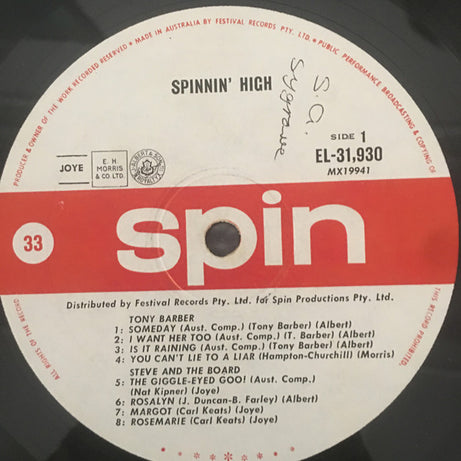 PRODUCER & OWNER OF THE WORK RECORDED RESERVED ★ MADE IN AUSTRALIA BY FESTIVAL RECORDS PTY. LTD. ★ PUBLIC PERFORMANCE BROADCASTING & COPYING OF
SPINNIN' HIGH
S.A.
SIDE 1
EL-31,930
MX19941
JOYE
E. H.
MORRIS
& CO LTD.
33
spin
Distributed by Festival Records Pty. Ltd. for Spin Productions Pty. Ltd.
TONY BARBER
1: SOMEDAY (Aust. Comp.) (Tony Barber) (Albert)
2: I WANT HER TOO (Aust. Comp.) (T. Barber) (Albert)
3: IS IT RAINING (Aust. Comp.) (Tony Barber) (Albert)
4: YOU CAN'T LIE TO A LIAR (Hampton-Churchill) (Morris)
STEVE AND THE BOARD
5: THE GIGGLE-EYED GOO! (Aust. Comp.)
(Nat Kipner) (Joye)
6: ROSALYN (J. Duncan-B. Farley) (Albert)
7: MARGOT (Carl Keats) (Joye)
8: ROSEMARIE (Carl Keats) (Joye)
ALL RIGHTS OF THE RECORD
THIS RECORD PROHIBITED.